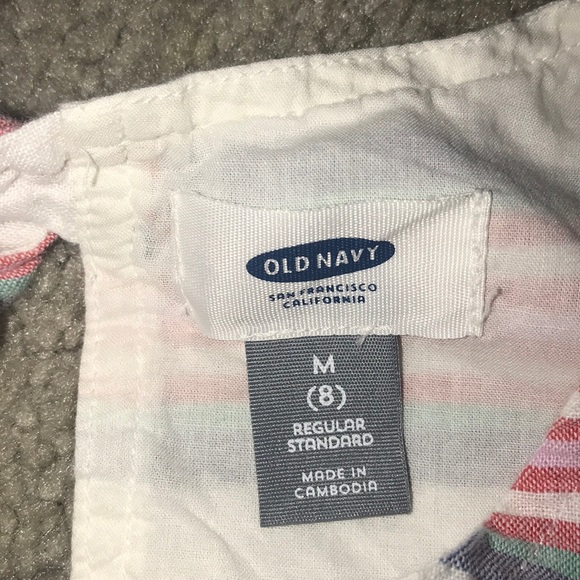 OLD NAVY
SAN FRANCISCO
CALIFORNIA
M
(8)
REGULAR
STANDARD
MADE IN
CAMBODIA